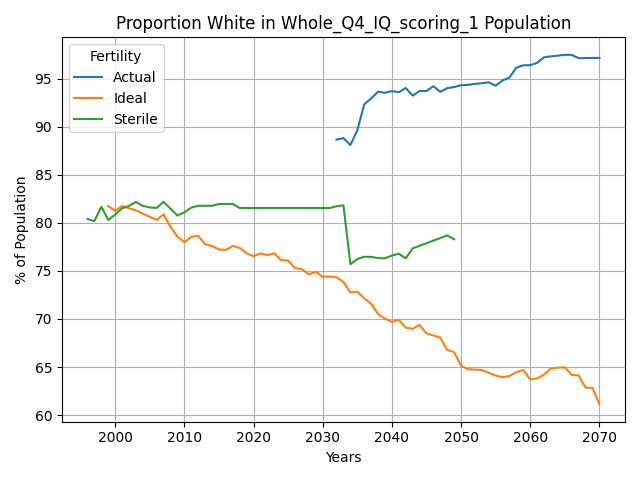 Proportion White in Whole_Q4_IQ_scoring_1 Population
Fertility
Actual
Ideal
Sterile
% of Population
95
90
85
80
75
70
65
60
2000 2010 2020 2030 2040 2050 2060 2070
Years